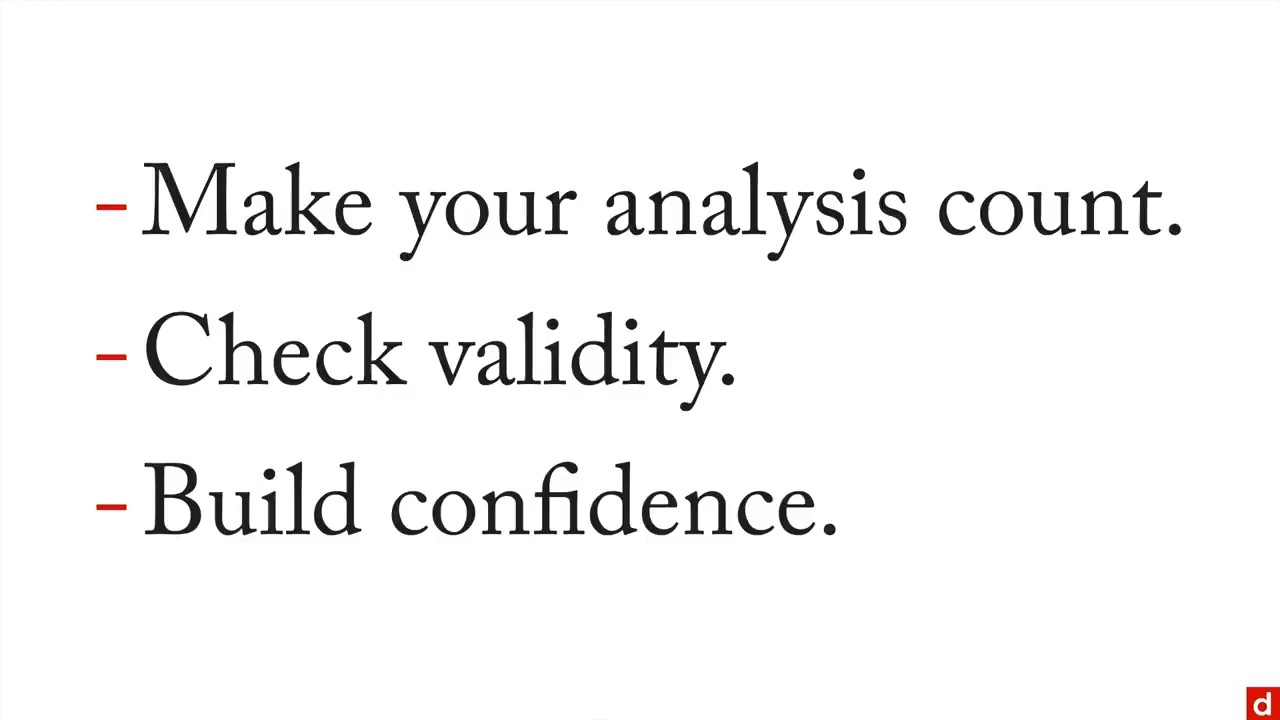 - Make your analysis count.
- Check validity.
- Build confidence.
d